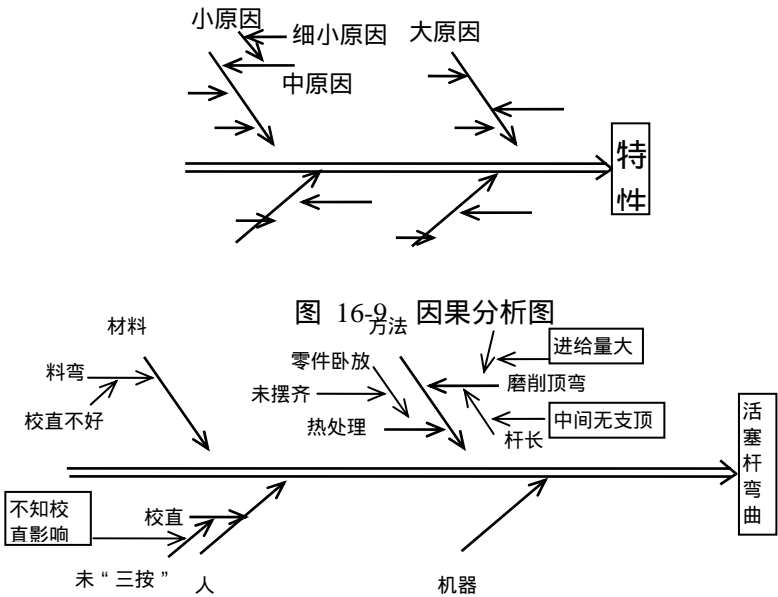 小原因
细小原因
大原因
中原因
特
性
图 16-9 因果分析图
材料
方法
料弯
校直不好
零件卧放
未摆齐
热处理
进给量大
磨削顶弯
中间无支顶
杆长
活
塞
杆
弯
曲
不知校
直影响
校直
未“三按”
人
机器